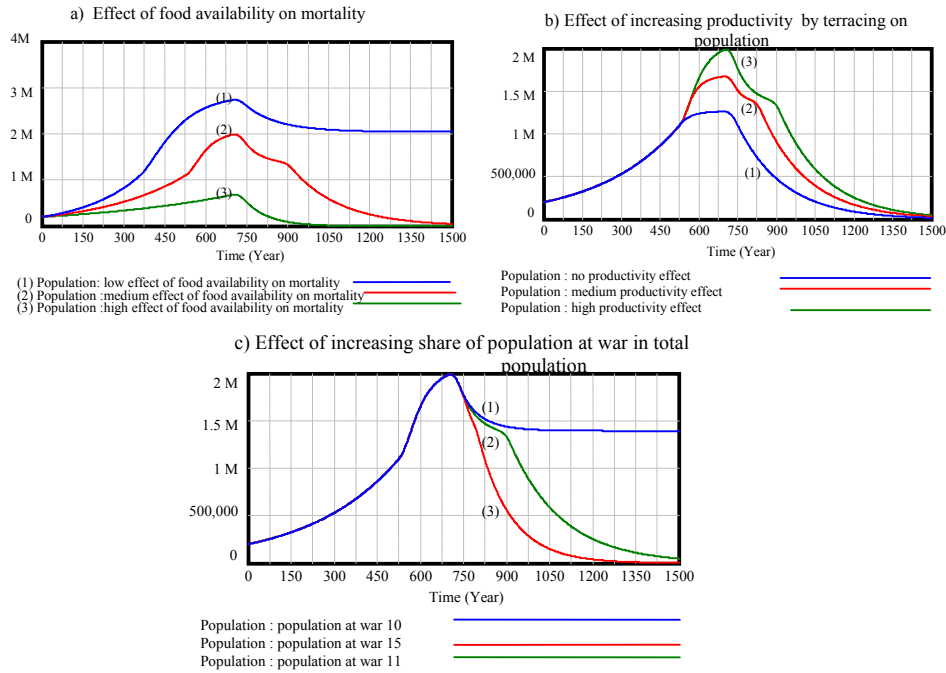 a) Effect of food availability on mortality
4M
3 M
2 M
1 M
0
(1)
(2)
(3)
0 150 300 450 600 750 900 1050 1200 1350 1500
Time (Year)
(1) Population: low effect of food availability on mortality
(2) Population :medium effect of food availability on mortality
(3) Population :high effect of food availability on mortality
b) Effect of increasing productivity by terracing on
population
2 M
1.5 M
1 M
500,000
0
(3)
(2)
(1)
0 150 300 450 600 750 900 1050 1200 1350 1500
Time (Year)
Population : no productivity effect
Population : medium productivity effect
Population : high productivity effect
c) Effect of increasing share of population at war in total
population
2 M
1.5 M
1 M
500,000
0
(1)
(2)
(3)
0 150 300 450 600 750 900 1050 1200 1350 1500
Time (Year)
Population : population at war 10
Population : population at war 15
Population : population at war 11